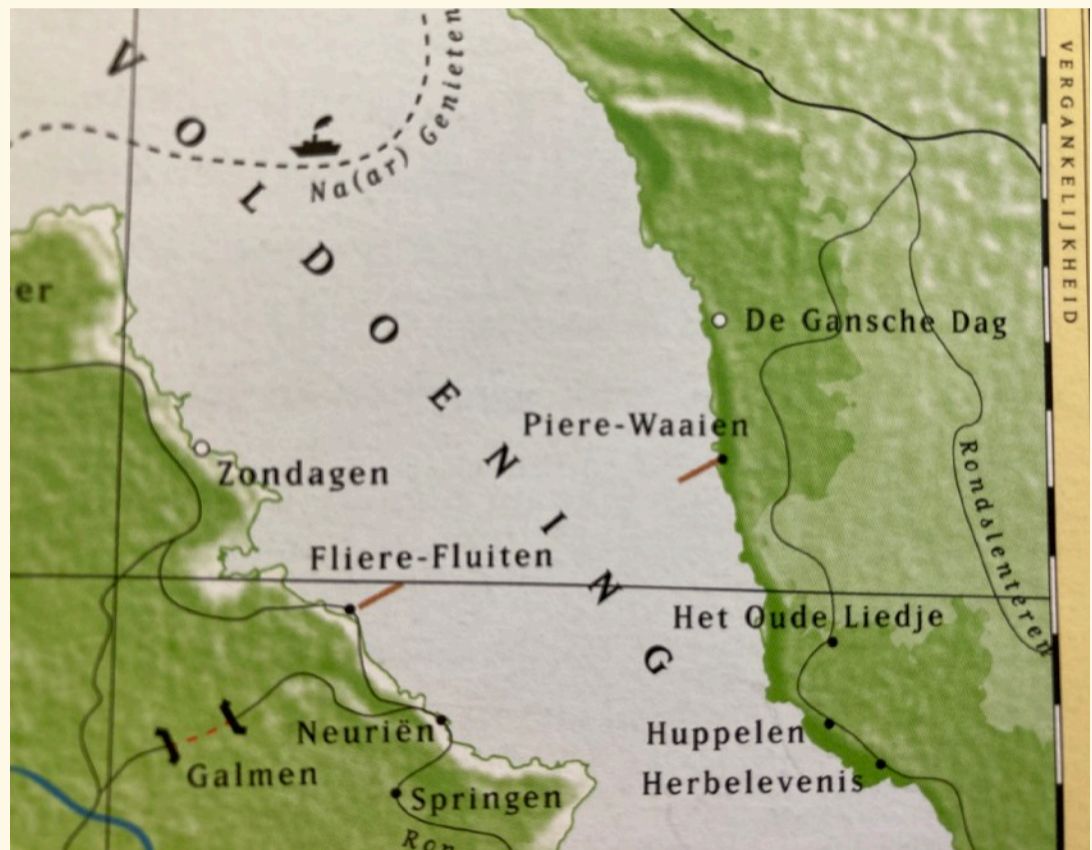 VOLDOENING
Na(ar) Genieten
VERGANKELIJKHEID
er
De Gansche Dag
Piere-Waaien
Zondagen
Rondslenteren
Fliere-Fluiten
Het Oude Liedje
Neuriën
Huppelen
Galmen
Herbelevenis
Springen
Ron